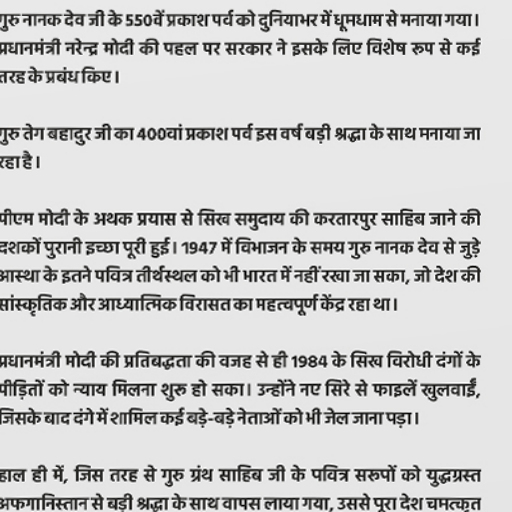 गुरु नानक देव जी के 550वें प्रकाश पर्व को दुनियाभर में धूमधाम से मनाया गया।
प्रधानमंत्री नरेन्द्र मोदी की पहल पर सरकार ने इसके लिए विशेष रूप से कई
तरह के प्रबंध किए।
गुरु तेग बहादुर जी का 400वां प्रकाश पर्व इस वर्ष बड़ी श्रद्धा के साथ मनाया जा
रहा है।
पीएम मोदी के अथक प्रयास से सिख समुदाय की करतारपुर साहिब जाने की
दशकों पुरानी इच्छा पूरी हुई। 1947 में विभाजन के समय गुरु नानक देव से जुड़े
आस्था के इतने पवित्र तीर्थस्थल को भी भारत में नहीं रखा जा सका, जो देश की
सांस्कृतिक और आध्यात्मिक विरासत का महत्वपूर्ण केंद्र रहा था।
प्रधानमंत्री मोदी की प्रतिबद्धता की वजह से ही 1984 के सिख विरोधी दंगों के
पीड़ितों को न्याय मिलना शुरू हो सका। उन्होंने नए सिरे से फाइलें खुलवाईं,
जिसके बाद दंगे में शामिल कई बड़े-बड़े नेताओं को भी जेल जाना पड़ा।
हाल ही में, जिस तरह से गुरु ग्रंथ साहिब जी के पवित्र सरूपों को युद्धग्रस्त
अफगानिस्तान से बड़ी श्रद्धा के साथ वापस लाया गया, उससे पूरा देश चमत्कृत